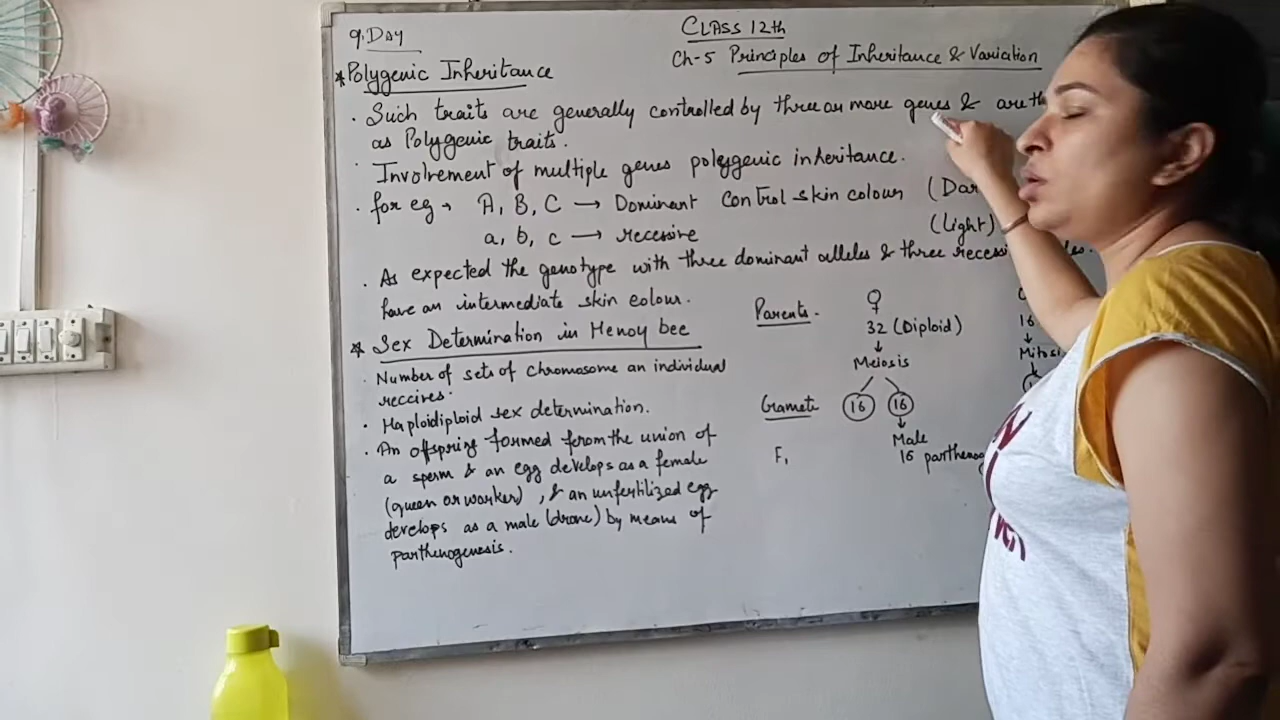 9. Day
CLASS 12th
Ch-5 Principles of Inheritance & Variation
* Polygenic Inheritance
. Such traits are generally controlled by three or more genes & are
as Polygenic traits.
. Involvement of multiple genes polygenic inheritance.
. for eg → A, B, C → Dominant control skin colour
a, b, c → recessive (Light)
. As expected the genotype with three dominant alleles & three
have an intermediate skin colour.
* Sex Determination in Henoy bee
. Number of sets of chromosome an individual
receives.
. Haploidiploid sex determination.
. An offspring formed from the union of
a sperm & an egg develops as a female
(queen or worker), & an unfertilized egg
develops as a male (drone) by means of
parthenogenesis.
Parents. ♀
32 (Diploid) 16
↓ ↓
Meiosis Mitosis
Gamete 16 16
↓
Male
F1 16